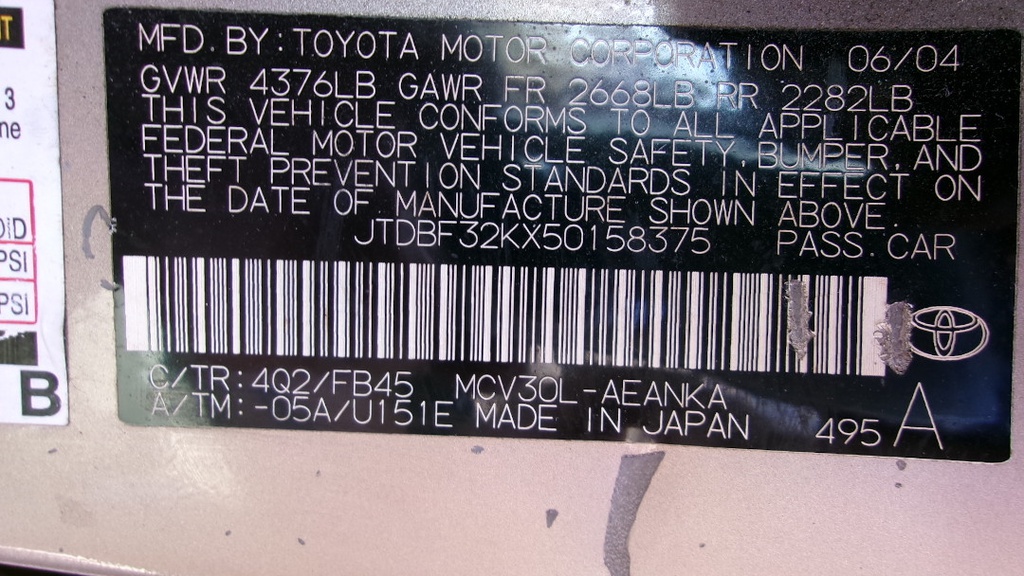 MFD. BY: TOYOTA MOTOR CORPORATION 06/04
GVWR 4376LB GAWR FR 2668LB RR 2282LB
THIS VEHICLE CONFORMS TO ALL APPLICABLE
FEDERAL MOTOR VEHICLE SAFETY, BUMPER, AND
THEFT PREVENTION STANDARDS IN EFFECT ON
THE DATE OF MANUFACTURE SHOWN ABOVE.
JTDBF32KX50158375 PASS. CAR
C/TR: 4Q2/FB45 MCV30L-AEANKA
A/TM: -05A/U151E MADE IN JAPAN 495 A
3
PSI
PSI
B